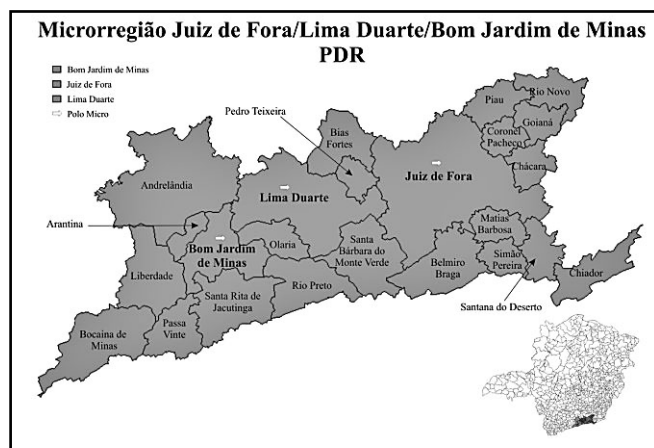 Microrregião Juiz de Fora/Lima Duarte/Bom Jardim de Minas
PDR
Bom Jardim de Minas
Juiz de Fora
Lima Duarte
Polo Micro
Pedro Teixeira
Bias
Fortes
Piau
Rio Novo
Goianá
Coronel
Pacheco
Chácara
Andrelândia
Lima Duarte
Juiz de Fora
Arantina
Bom Jardim
de Minas
Olaria
Santa
Bárbara do
Monte Verde
Matias
Barbosa
Belmiro
Braga
Simão
Pereira
Chiador
Liberdade
Santa Rita de
Jacutinga
Rio Preto
Santana do Deserto
Bocaina de
Minas
Passa
Vinte